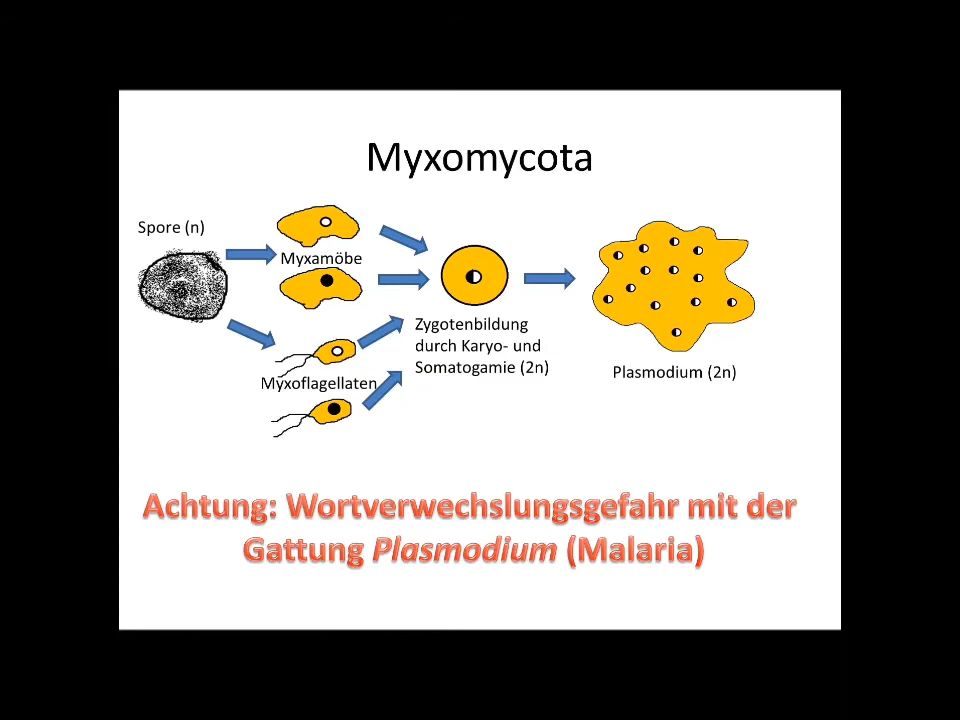 Myxomycota
Spore (n)
Myxamöbe
Myxoflagellaten
Zygotenbildung
durch Karyo- und
Somatogamie (2n)
Plasmodium (2n)
Achtung: Wortverwechslungsgefahr mit der
Gattung Plasmodium (Malaria)